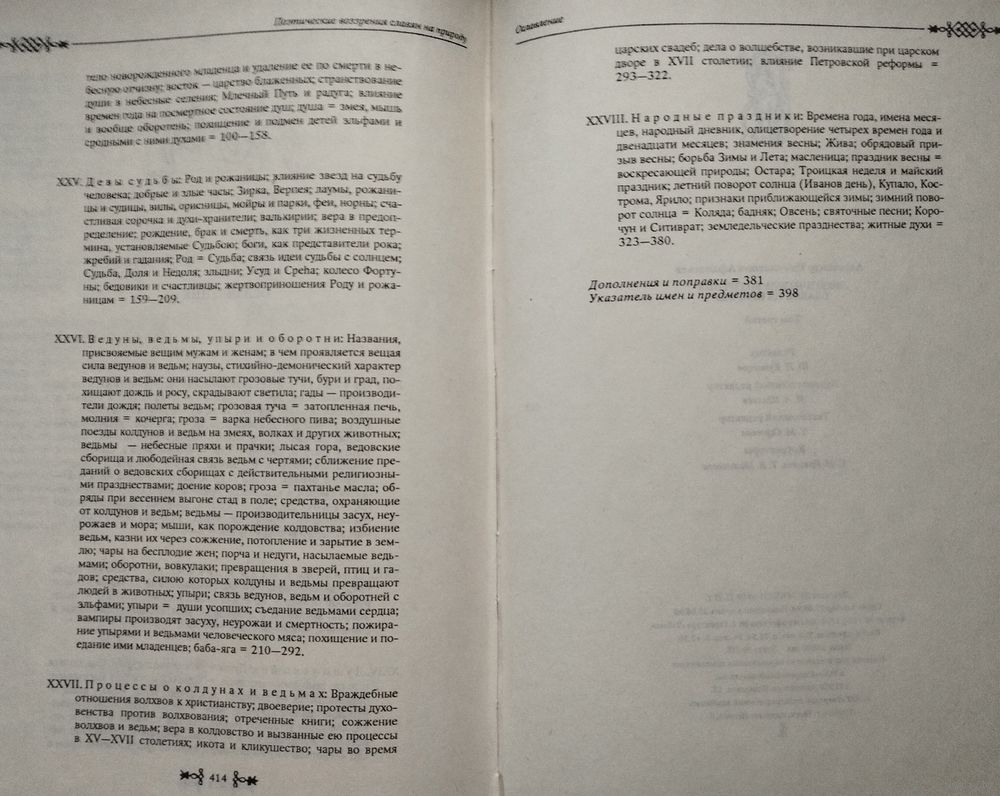 Поэтические воззрения славян на природу
тело новорожденного младенца и удаление ее по смерти в не-
бесную отчизну; восток — царство блаженных; странствование
души в небесные селения; Млечный Путь и радуга; влияние
времен года на посмертное состояние душ; душа = змея, мышь
и вообще оборотень; похищение и подмен детей эльфами и
сродными с ними духами = 100—158.
XXV. Девы судьбы: Род и рожаницы; влияние звезд на судьбу
человека; добрые и злые часы; Зирка, Верпея; лаумы, рожани-
цы и судицы, вилы, орисницы, мойры и парки, феи, норны; сча-
стливая сорочка и духи-хранители; валькирии; вера в предоп-
ределение; рождение, брак и смерть, как три жизненных тер-
мина, установляемые Судьбою; боги, как представители рока;
жребий и гадания; Род = Судьба; связь идеи судьбы с солнцем;
Судьба, Доля и Недоля; злыдни; Усуд и Среħа; колесо Форту-
ны; бедовики и счастливцы; жертвоприношения Роду и рожа-
ницам = 159—209.
XXVI. Ведуны, ведьмы, упыри и оборотни: Названия,
присвояемые вещим мужам и женам; в чем проявляется вещая
сила ведунов и ведьм; наузы, стихийно-демонический характер
ведунов и ведьм: они насылают грозовые тучи, бури и град, по-
хищают дождь и росу, скрадывают светила; гады — производи-
тели дождя; полеты ведьм; грозовая туча = затопленная печь,
молния = кочерга; гроза = варка небесного пива; воздушные
поезды колдунов и ведьм на змеях, волках и других животных;
ведьмы — небесные пряхи и прачки; лысая гора, ведовские
сборища и любодейная связь ведьм с чертями; сближение пре-
даний о ведовских сборищах с действительными религиозны-
ми празднествами; доение коров; гроза = пахтанье масла; об-
ряды при весеннем выгоне стад в поле; средства, охраняющие
от колдунов и ведьм; ведьмы — производительницы засух, неу-
рожаев и мора; мыши, как порождение колдовства; избиение
ведьм, казни их через сожжение, потопление и зарытие в зем-
лю; чары на бесплодие жен; порча и недуги, насылаемые ведь-
мами; оборотни, вовкулаки; превращения в зверей, птиц и га-
дов; средства, силою которых колдуны и ведьмы превращают
людей в животных; упыри; связь ведунов, ведьм и оборотней с
эльфами; упыри = души усопших; съедание ведьмами сердца;
вампиры производят засуху, неурожаи и смертность; пожира-
ние упырями и ведьмами человеческого мяса; похищение и по-
едание ими младенцев; баба-яга = 210—292.
XXVII. Процессы о колдунах и ведьмах: Враждебные
отношения волхвов к христианству; двоеверие; протесты духо-
венства против волхвования; отреченные книги; сожжение
волхвов и ведьм; вера в колдовство и вызванные ею процессы
в XV—XVII столетиях; икота и кликушество; чары во время
414
Оглавление
царских свадеб; дела о волшебстве, возникавшие при царском
дворе в XVII столетии; влияние Петровской реформы =
293—322.
XXVIII. Народные праздники: Времена года, имена меся-
цев, народный дневник, олицетворение четырех времен года и
двенадцати месяцев; знамения весны; Жива; обрядовый при-
зыв весны; борьба Зимы и Лета; масленица; праздник весны =
воскресающей природы; Остара; Троицкая неделя и майский
праздник; летний поворот солнца (Иванов день), Купало, Кос-
трома, Ярило; признаки приближающейся зимы; зимний пово-
рот солнца = Коляда; бадняк; Овсень; святочные песни; Коро-
чун и Ситиврат; земледельческие празднества; житные духи =
323—380.
Дополнения и поправки = 381
Указатель имен и предметов = 398